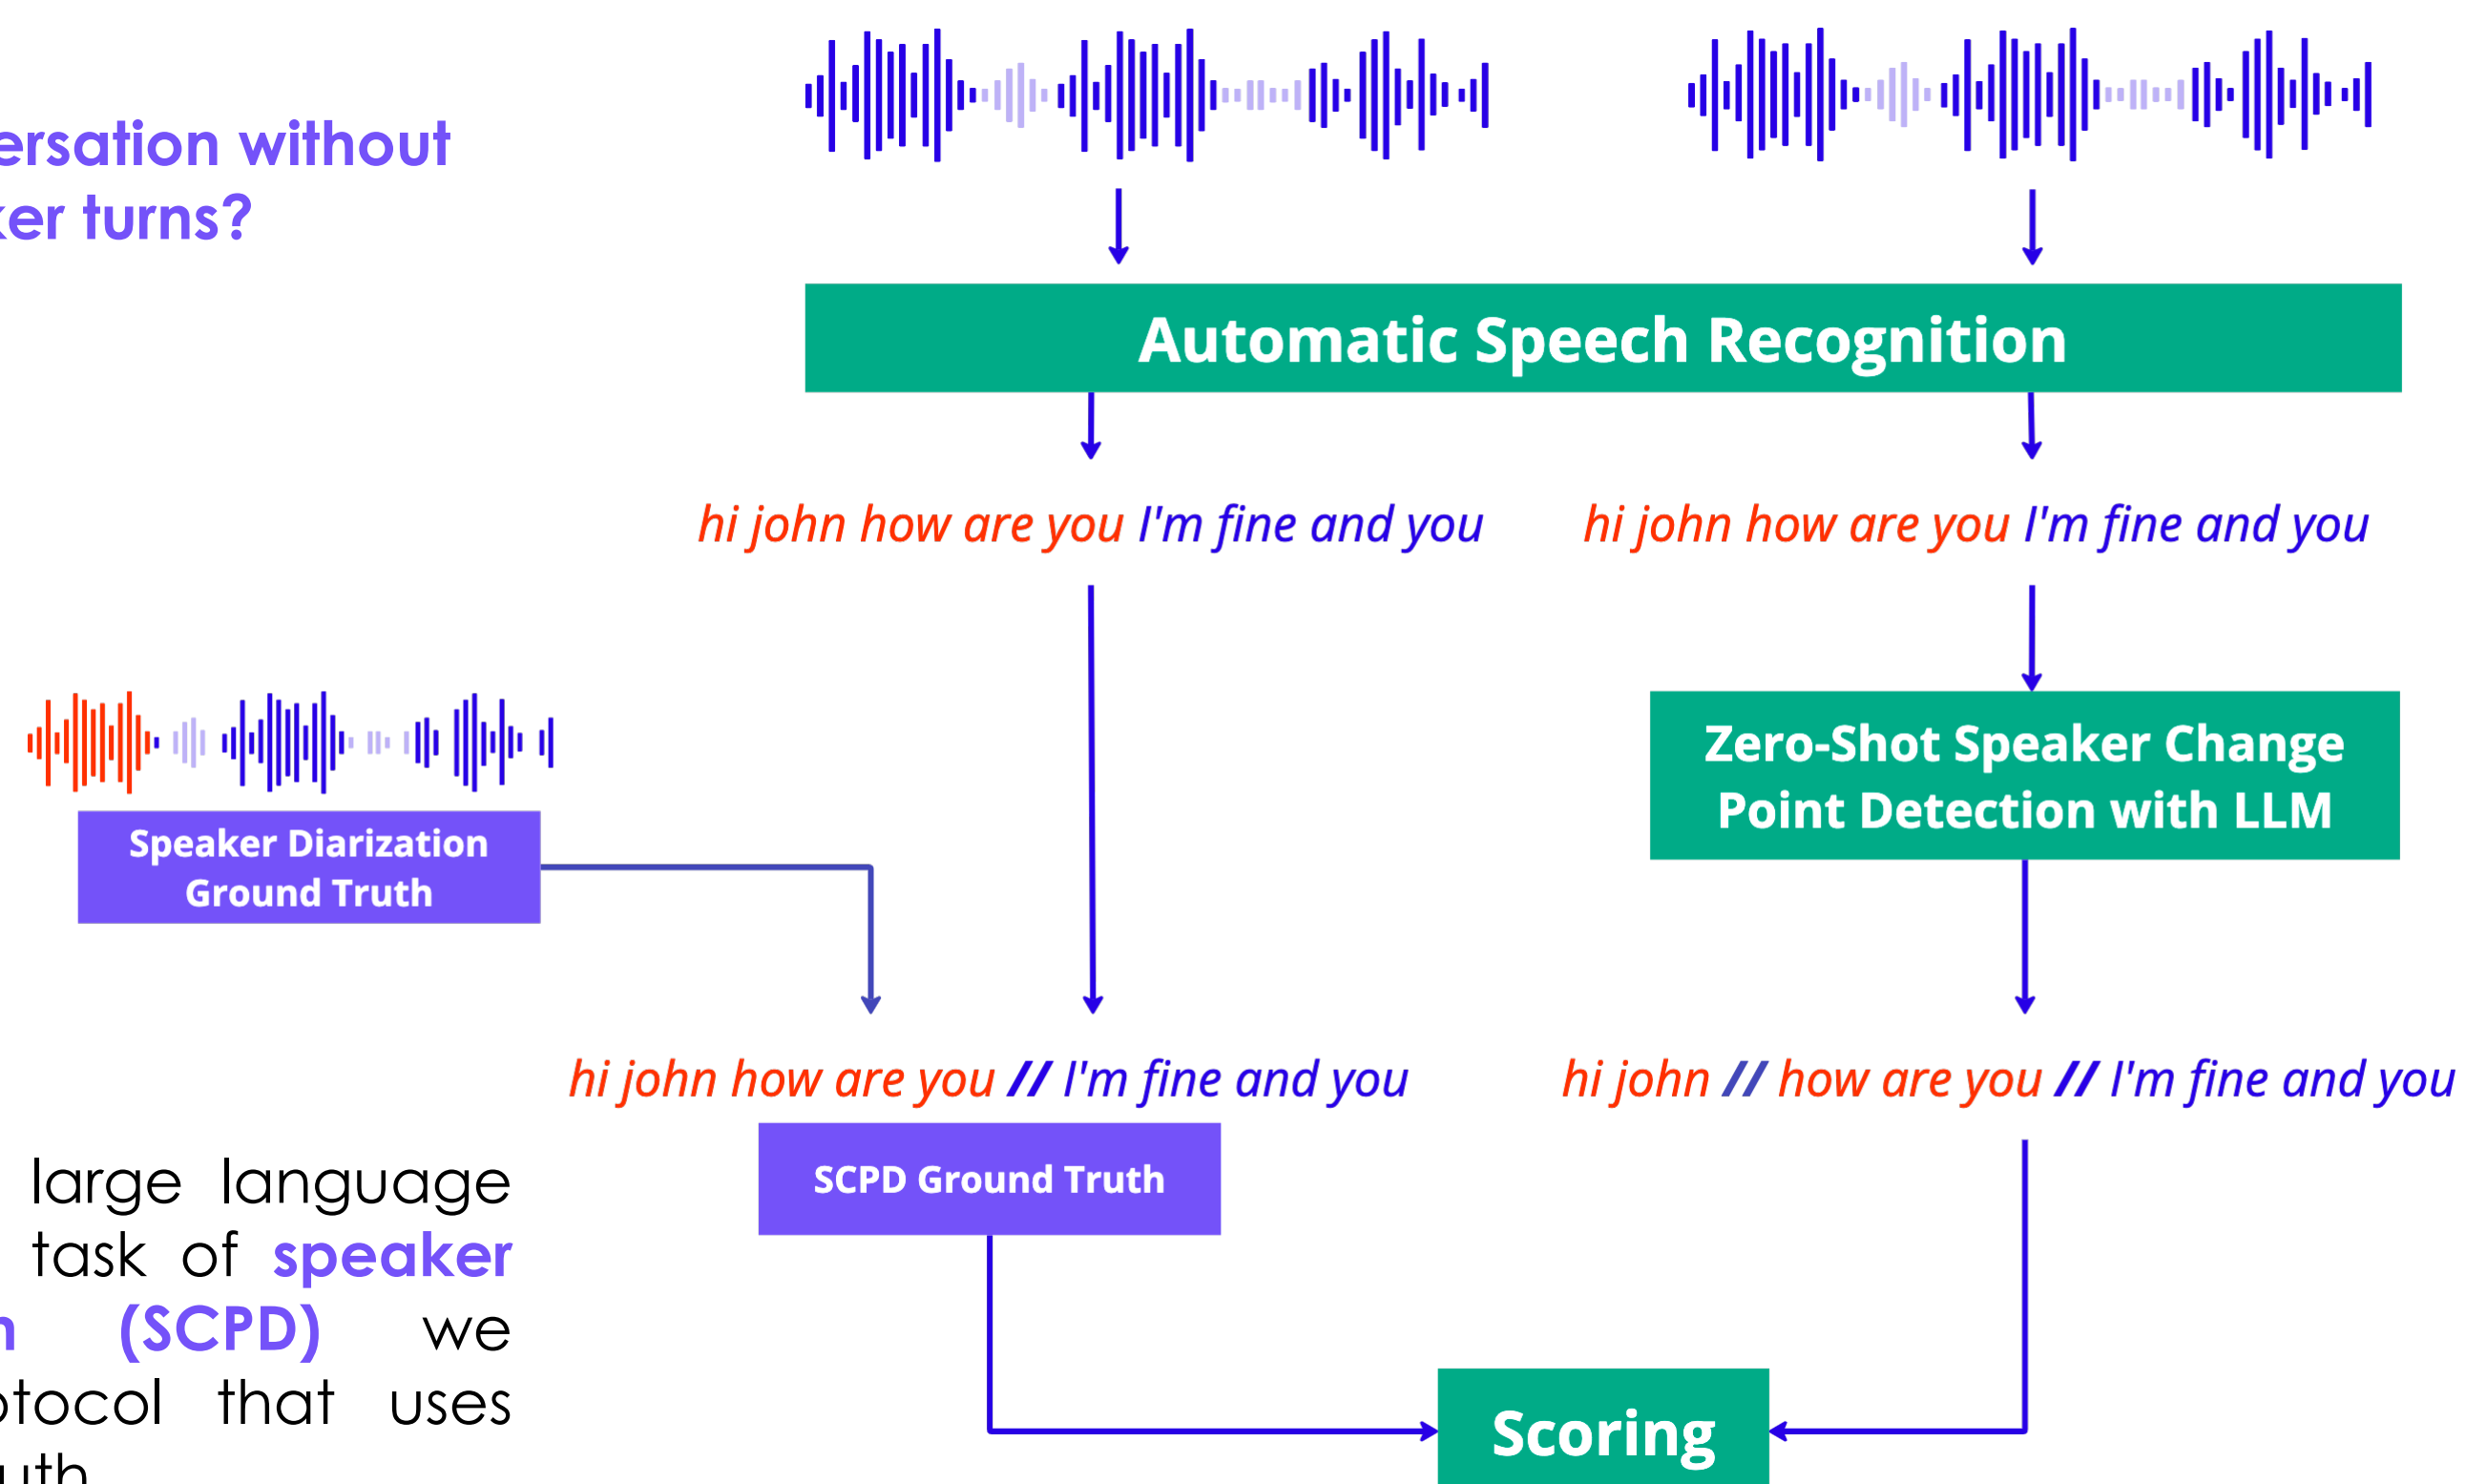 ersation without
er turns?
Automatic Speech Recognition
hi john how are you I'm fine and you
hi john how are you I'm fine and you
Zero-Shot Speaker Change
Point Detection with LLM
Speaker Diarization
Ground Truth
hi john how are you // I'm fine and you
hi john // how are you // I'm fine and you
SCPD Ground Truth
large language
task of speaker
n (SCPD) we
otocol that uses
uth
Scoring